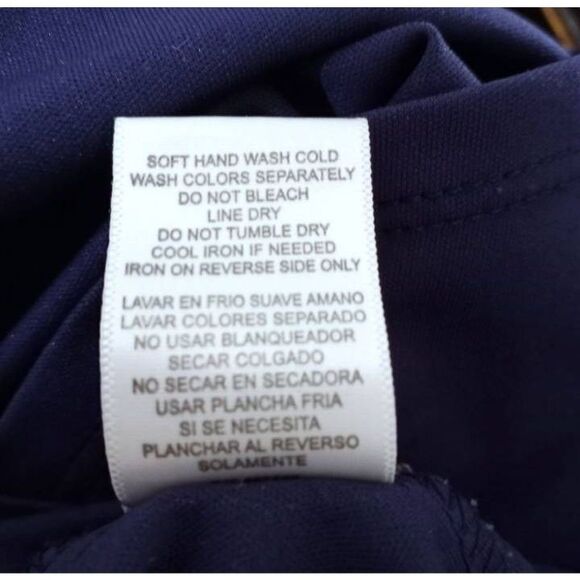 SOFT HAND WASH COLD
WASH COLORS SEPARATELY
DO NOT BLEACH
LINE DRY
DO NOT TUMBLE DRY
COOL IRON IF NEEDED
IRON ON REVERSE SIDE ONLY
LAVAR EN FRIO SUAVE AMANO
LAVAR COLORES SEPARADO
NO USAR BLANQUEADOR
SECAR COLGADO
NO SECAR EN SECADORA
USAR PLANCHA FRIA
SI SE NECESITA
PLANCHAR AL REVERSO
SOLAMENTE